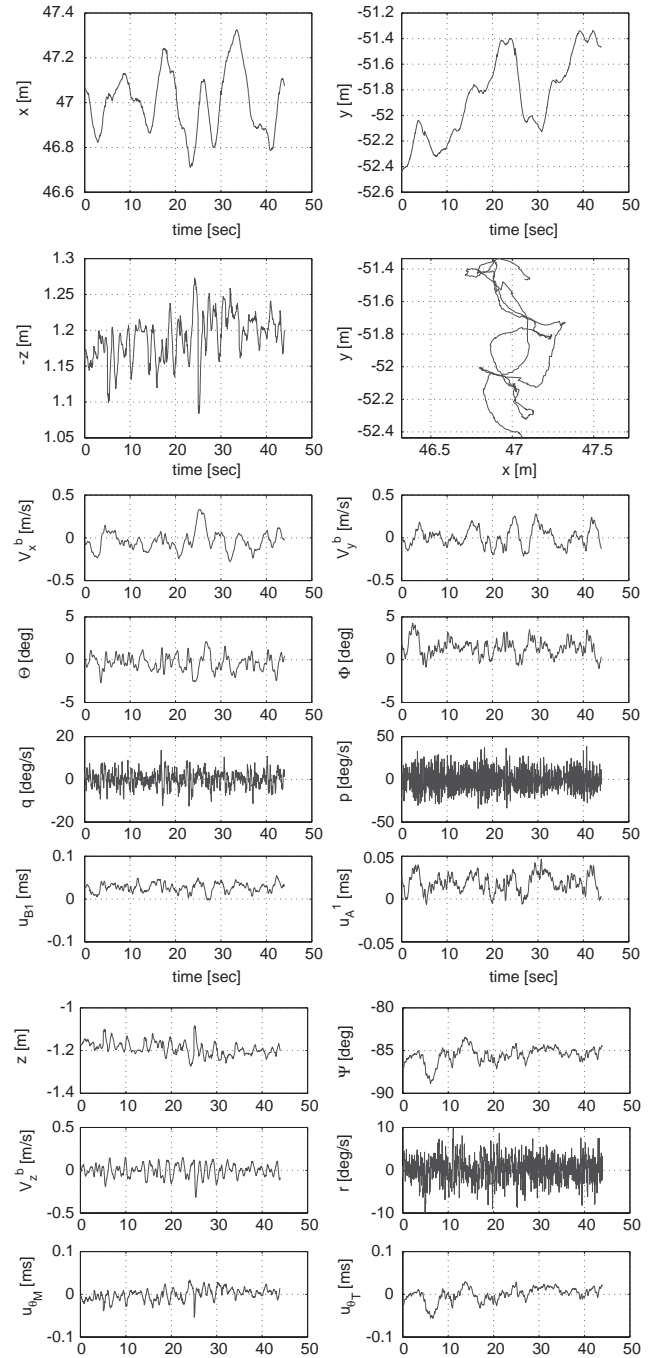 47.4
47.2
47
46.8
46.6
x [m]
0 10 20 30 40 50
time [sec]
-51.2
-51.4
-51.6
-51.8
-52
-52.2
-52.4
-52.6
y [m]
0 10 20 30 40 50
time [sec]
1.3
1.25
1.2
1.15
1.1
1.05
-z [m]
0 10 20 30 40 50
time [sec]
-51.4
-51.6
-51.8
-52
-52.2
-52.4
y [m]
46.5 47 47.5
x [m]
0.5
0
-0.5
V_x^b [m/s]
0 10 20 30 40 50
0.5
0
-0.5
V_y^b [m/s]
0 10 20 30 40 50
5
0
-5
Θ [deg]
0 10 20 30 40 50
5
0
-5
Φ [deg]
0 10 20 30 40 50
20
0
-20
q [deg/s]
0 10 20 30 40 50
50
0
-50
p [deg/s]
0 10 20 30 40 50
0.1
0
-0.1
u_B1 [ms]
0 10 20 30 40 50
time [sec]
0.05
0
-0.05
u_A^1 [ms]
0 10 20 30 40 50
time [sec]
-1
-1.2
-1.4
z [m]
0 10 20 30 40 50
-80
-85
-90
Ψ [deg]
0 10 20 30 40 50
0.5
0
-0.5
V_z^b [m/s]
0 10 20 30 40 50
10
0
-10
r [deg/s]
0 10 20 30 40 50
0.1
0
-0.1
u_θ_M [ms]
0 10 20 30 40 50
0.1
0
-0.1
u_θ_T [ms]
0 10 20 30 40 50